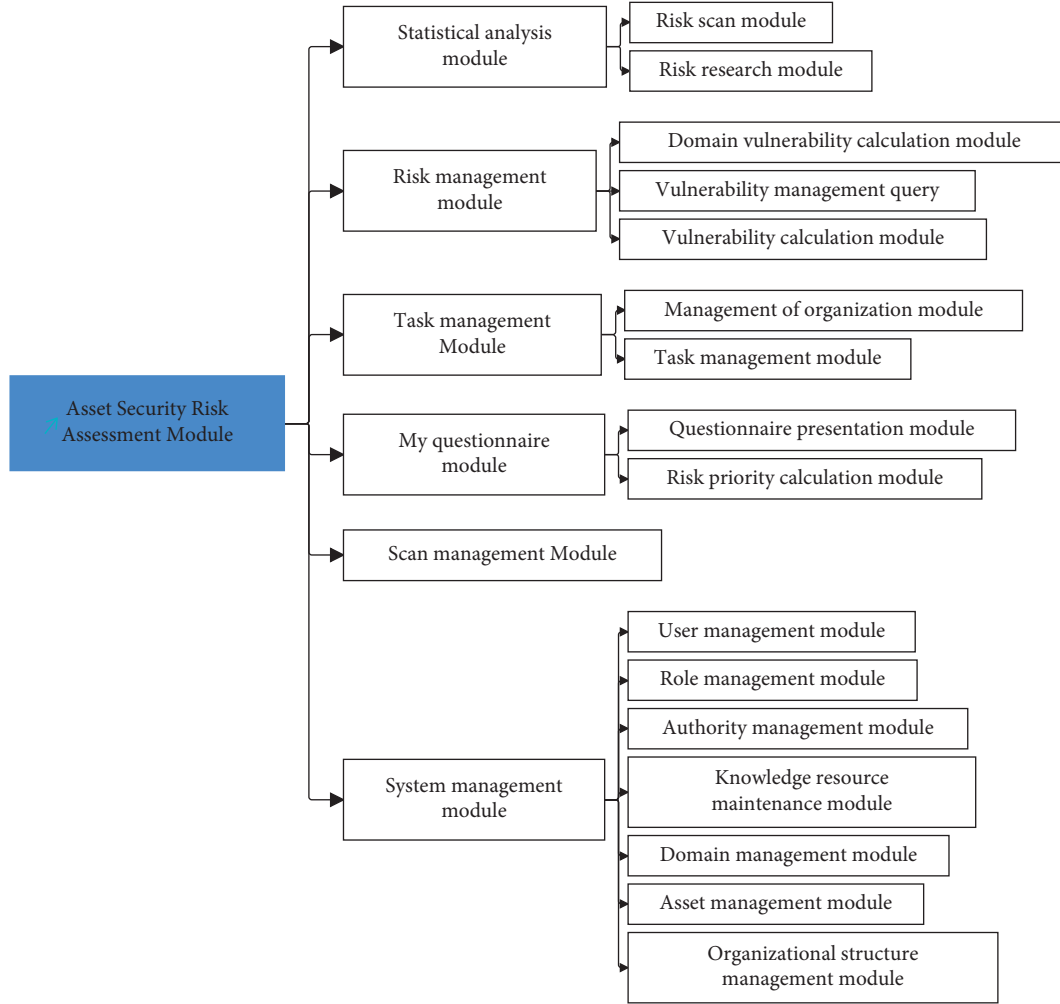 Asset Security Risk
Assessment Module
Statistical analysis
module
Risk scan module
Risk research module
Risk management
module
Domain vulnerability calculation module
Vulnerability management query
Vulnerability calculation module
Task management
Module
Management of organization module
Task management module
My questionnaire
module
Questionnaire presentation module
Risk priority calculation module
Scan management Module
System management
module
User management module
Role management module
Authority management module
Knowledge resource
maintenance module
Domain management module
Asset management module
Organizational structure
management module